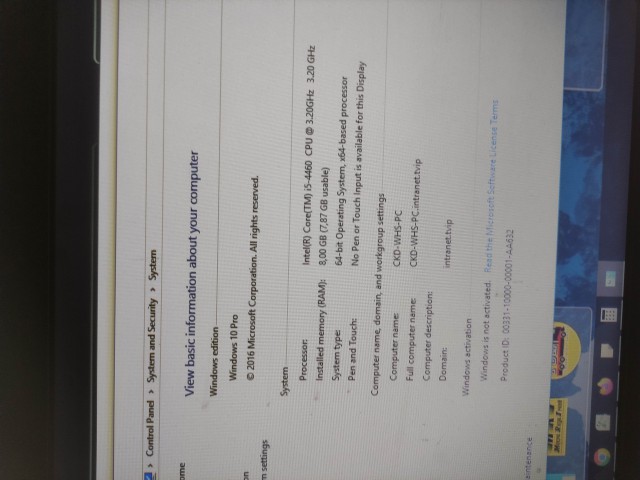 > Control Panel > System and Security > System
ome
View basic information about your computer
Windows edition
Windows 10 Pro
© 2016 Microsoft Corporation. All rights reserved.
on
m settings
System
Processor: Intel(R) Core(TM) i5-4460 CPU @ 3.20GHz 3.20 GHz
Installed memory (RAM): 8,00 GB (7,87 GB usable)
System type: 64-bit Operating System, x64-based processor
Pen and Touch: No Pen or Touch Input is available for this Display
Computer name, domain, and workgroup settings
Computer name: CKD-WHS-PC
Full computer name: CKD-WHS-PC.intranet.tvip
Computer description:
Domain: intranet.tvip
Windows activation
Windows is not activated. Read the Microsoft Software License Terms
Product ID: 00331-10000-00001-AA632
aintenance